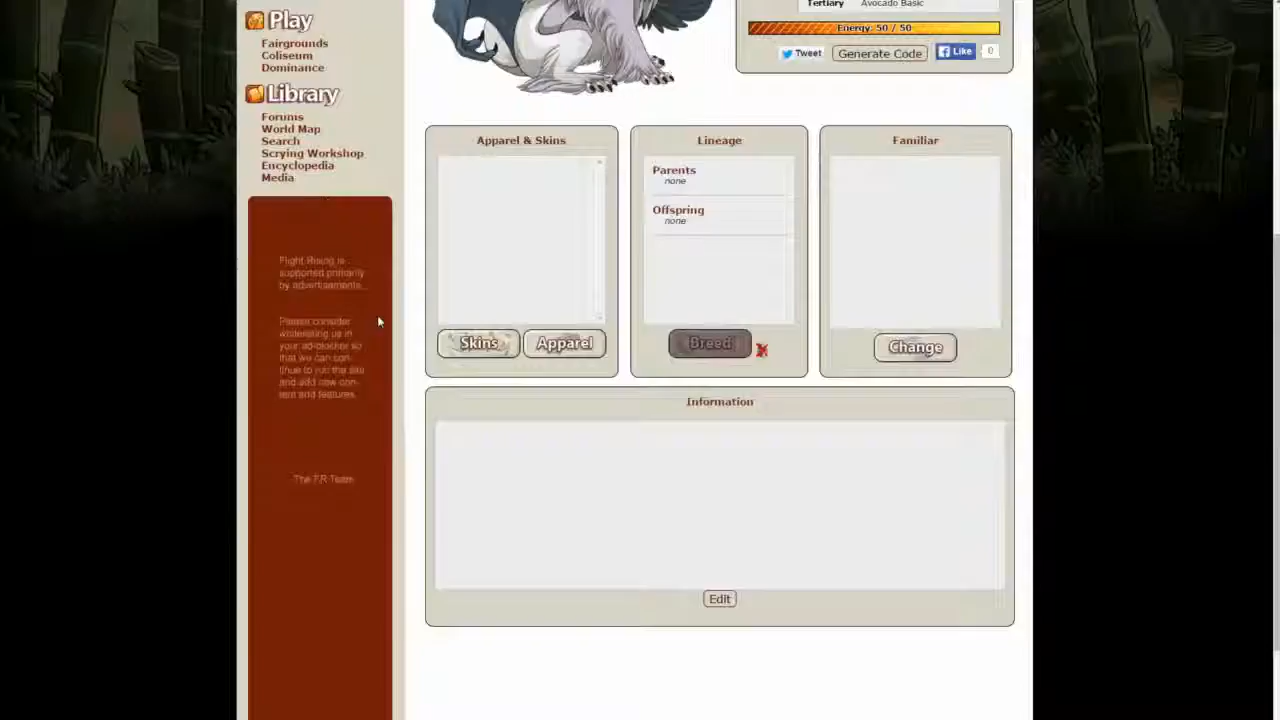 Play
Fairgrounds
Coliseum
Dominance
Library
Forums
World Map
Search
Scrying Workshop
Encyclopedia
Media
Flight Rising is
supported primarily
by advertisements.
Please consider
whitelisting us in
your ad-blocker so
that we can con-
tinue to run the site
and add new con-
tent and features.
The FR Team
Tertiary Avocado Basic
Energy: 50 / 50
Tweet
Generate Code
Like
0
Apparel & Skins
Skins
Apparel
Lineage
Parents
none
Offspring
none
Breed
Familiar
Change
Information
Edit